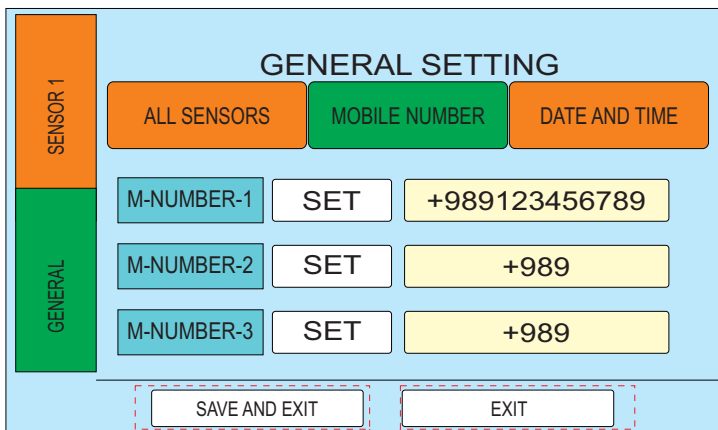 GENERAL SETTING
SENSOR 1
ALL SENSORS MOBILE NUMBER DATE AND TIME
M-NUMBER-1 SET +989123456789
GENERAL
M-NUMBER-2 SET +989
M-NUMBER-3 SET +989
SAVE AND EXIT EXIT